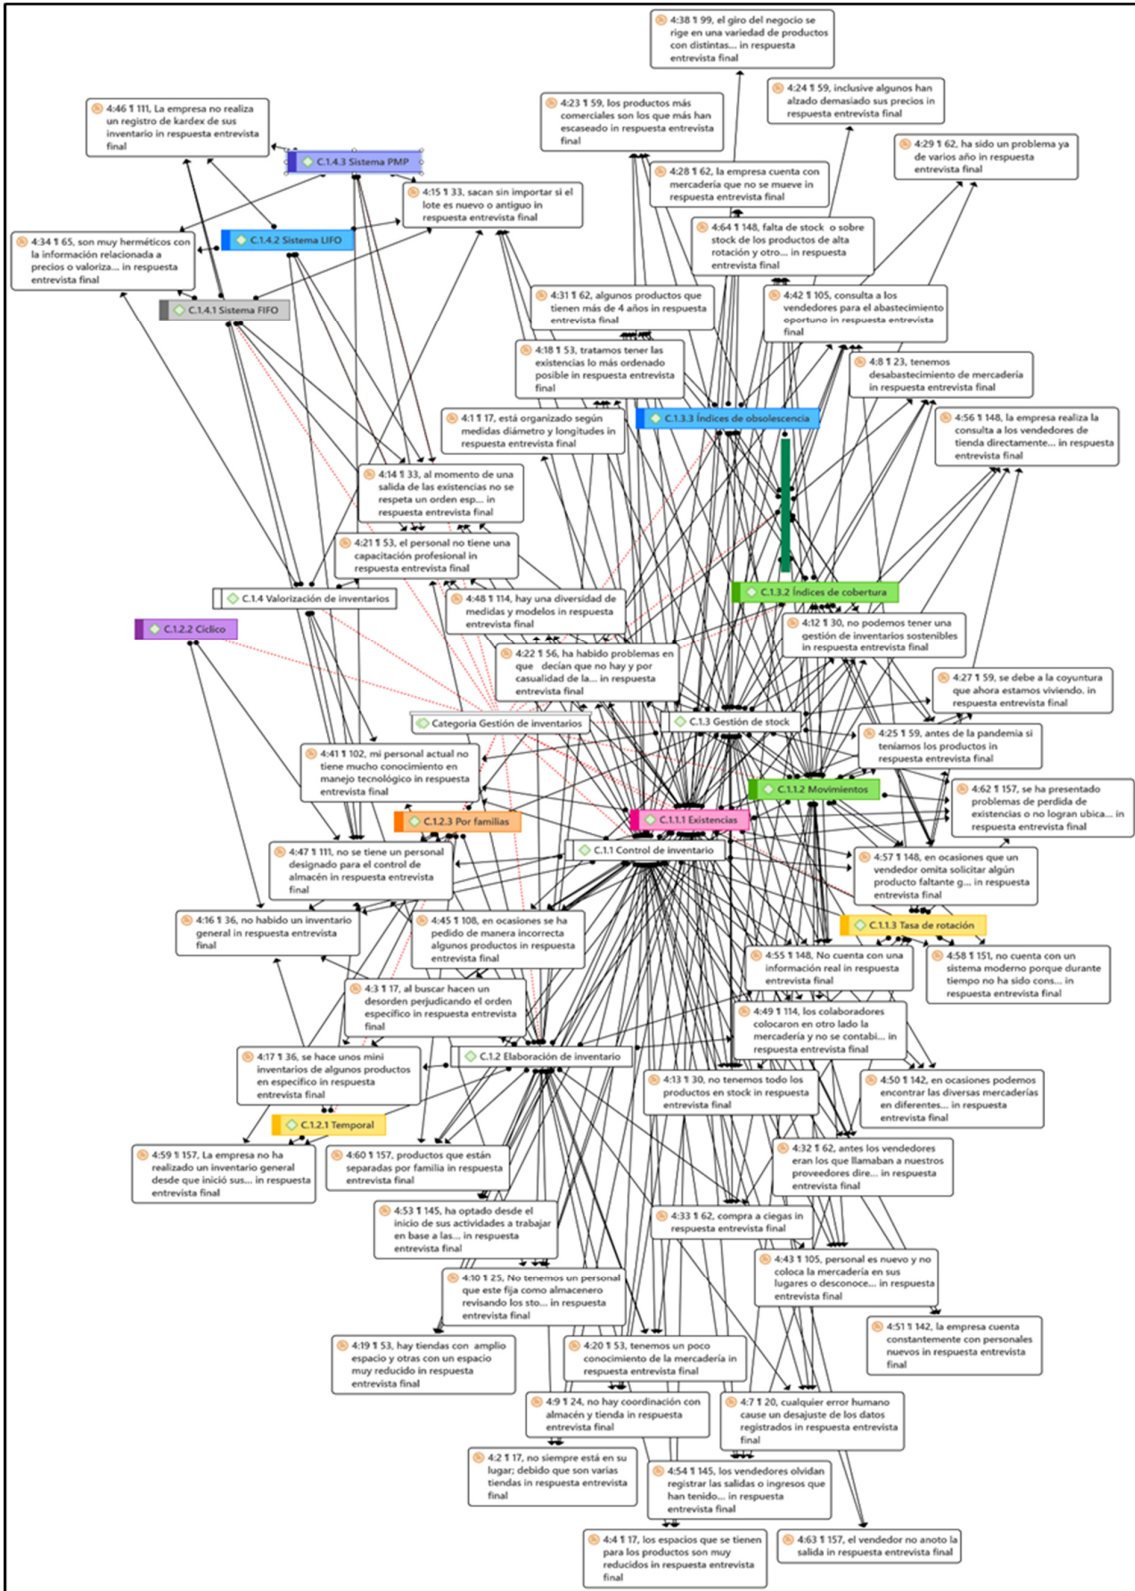 4:38 ¶ 99, el giro del negocio se
rige en una variedad de productos
con distintas... in respuesta
entrevista final
4:24 ¶ 59, inclusive algunos han
alzado demasiado sus precios in
respuesta entrevista final
4:46 ¶ 111, La empresa no realiza
un registro de kardex de sus
inventario in respuesta entrevista
final
4:23 ¶ 59, los productos más
comerciales son los que más han
escaseado in respuesta entrevista
final
4:29 ¶ 62, ha sido un problema ya
de varios año in respuesta
entrevista final
C.1.4.3 Sistema PMP
4:28 ¶ 62, la empresa cuenta con
mercadería que no se mueve in
respuesta entrevista final
4:15 ¶ 33, sacan sin importar si el
lote es nuevo o antiguo in
respuesta entrevista final
4:64 ¶ 148, falta de stock o sobre
stock de los productos de alta
rotación y otro... in respuesta
entrevista final
4:34 ¶ 65, son muy herméticos con
la información relacionada a
precios o valoriza... in respuesta
entrevista final
C.1.4.2 Sistema LIFO
C.1.4.1 Sistema FIFO
4:31 ¶ 62, algunos productos que
tienen más de 4 años in respuesta
entrevista final
4:42 ¶ 105, consulta a los
vendedores para el abastecimiento
oportuno in respuesta entrevista
final
4:18 ¶ 53, tratamos tener las
existencias lo más ordenado
posible in respuesta entrevista
final
4:8 ¶ 23, tenemos
desabastecimiento de mercadería
in respuesta entrevista final
4:1 ¶ 17, está organizado según
medidas diámetro y longitudes in
respuesta entrevista final
C.1.3.3 Índices de obsolescencia
4:56 ¶ 148, la empresa realiza la
consulta a los vendedores de
tienda directamente... in respuesta
entrevista final
4:14 ¶ 33, al momento de una
salida de las existencias no se
respeta un orden esp... in
respuesta entrevista final
4:21 ¶ 53, el personal no tiene una
capacitación profesional in
respuesta entrevista final
C.1.4 Valorización de inventarios
4:48 ¶ 114, hay una diversidad de
medidas y modelos in respuesta
entrevista final
C.1.3.2 Índices de cobertura
C.1.2.2 Cíclico
4:12 ¶ 30, no podemos tener una
gestión de inventarios sostenibles
in respuesta entrevista final
4:22 ¶ 56, ha habido problemas en
que decían que no hay y por
casualidad de la... in respuesta
entrevista final
4:27 ¶ 59, se debe a la coyuntura
que ahora estamos viviendo. in
respuesta entrevista final
Categoria Gestión de inventarios
C.1.3 Gestión de stock
4:25 ¶ 59, antes de la pandemia si
teníamos los productos in
respuesta entrevista final
4:41 ¶ 102, mi personal actual no
tiene mucho conocimiento en
manejo tecnológico in respuesta
entrevista final
C.1.1.2 Movimientos
4:62 ¶ 157, se ha presentado
problemas de perdida de
existencias o no logran ubica... in
respuesta entrevista final
C.1.2.3 Por familias
C.1.1.1 Existencias
C.1.1 Control de inventario
4:47 ¶ 111, no se tiene un personal
designado para el control de
almacén in respuesta entrevista
final
4:57 ¶ 148, en ocasiones que un
vendedor omita solicitar algún
producto faltante g... in respuesta
entrevista final
4:16 ¶ 36, no habido un inventario
general in respuesta entrevista
final
4:45 ¶ 108, en ocasiones se ha
pedido de manera incorrecta
algunos productos in respuesta
entrevista final
C.1.1.3 Tasa de rotación
4:55 ¶ 148, No cuenta con una
información real in respuesta
entrevista final
4:58 ¶ 151, no cuenta con un
sistema moderno porque durante
tiempo no ha sido cons... in
respuesta entrevista final
4:3 ¶ 17, al buscar hacen un
desorden perjudicando el orden
específico in respuesta entrevista
final
4:49 ¶ 114, los colaboradores
colocaron en otro lado la
mercadería y no se contabi... in
respuesta entrevista final
4:17 ¶ 36, se hace unos mini
inventarios de algunos productos
en específico in respuesta
entrevista final
C.1.2 Elaboración de inventario
4:13 ¶ 30, no tenemos todo los
productos en stock in respuesta
entrevista final
4:50 ¶ 142, en ocasiones podemos
encontrar las diversas mercaderías
en diferentes... in respuesta
entrevista final
C.1.2.1 Temporal
4:59 ¶ 157, La empresa no ha
realizado un inventario general
desde que inició sus... in respuesta
entrevista final
4:60 ¶ 157, productos que están
separadas por familia in respuesta
entrevista final
4:32 ¶ 62, antes los vendedores
eran los que llamaban a nuestros
proveedores dire... in respuesta
entrevista final
4:53 ¶ 145, ha optado desde el
inicio de sus actividades a trabajar
en base a las... in respuesta
entrevista final
4:33 ¶ 62, compra a ciegas in
respuesta entrevista final
4:43 ¶ 105, personal es nuevo y no
coloca la mercadería en sus
lugares o desconoce... in respuesta
entrevista final
4:10 ¶ 25, No tenemos un personal
que este fija como almacenero
revisando los sto... in respuesta
entrevista final
4:51 ¶ 142, la empresa cuenta
constantemente con personales
nuevos in respuesta entrevista
final
4:19 ¶ 53, hay tiendas con amplio
espacio y otras con un espacio
muy reducido in respuesta
entrevista final
4:20 ¶ 53, tenemos un poco
conocimiento de la mercadería in
respuesta entrevista final
4:9 ¶ 24, no hay coordinación con
almacén y tienda in respuesta
entrevista final
4:7 ¶ 20, cualquier error humano
cause un desajuste de los datos
registrados in respuesta entrevista
final
4:2 ¶ 17, no siempre está en su
lugar; debido que son varias
tiendas in respuesta entrevista
final
4:54 ¶ 145, los vendedores olvidan
registrar las salidas o ingresos que
han tenido... in respuesta
entrevista final
4:4 ¶ 17, los espacios que se tienen
para los productos son muy
reducidos in respuesta entrevista
final
4:63 ¶ 157, el vendedor no anoto la
salida in respuesta entrevista final